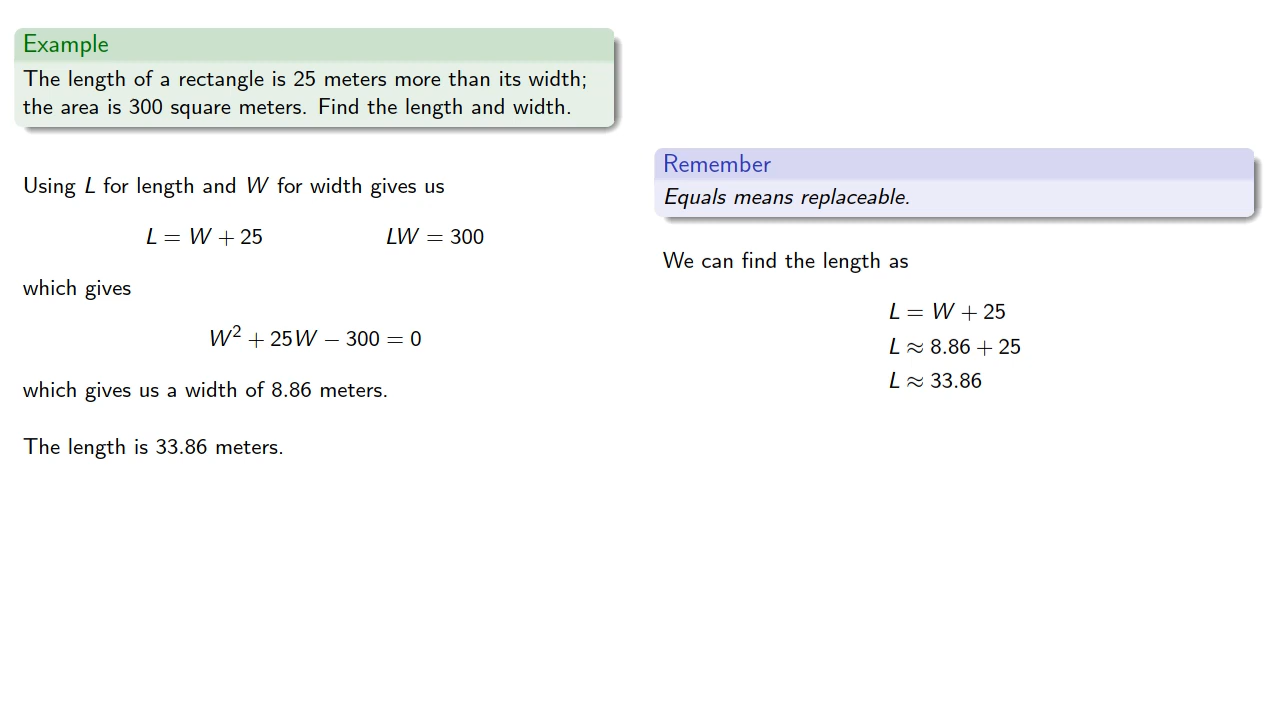 Example
The length of a rectangle is 25 meters more than its width;
the area is 300 square meters. Find the length and width.
Using L for length and W for width gives us
L = W + 25 LW = 300
which gives
W² + 25W − 300 = 0
which gives us a width of 8.86 meters.
The length is 33.86 meters.
Remember
Equals means replaceable.
We can find the length as
L = W + 25
L ≈ 8.86 + 25
L ≈ 33.86